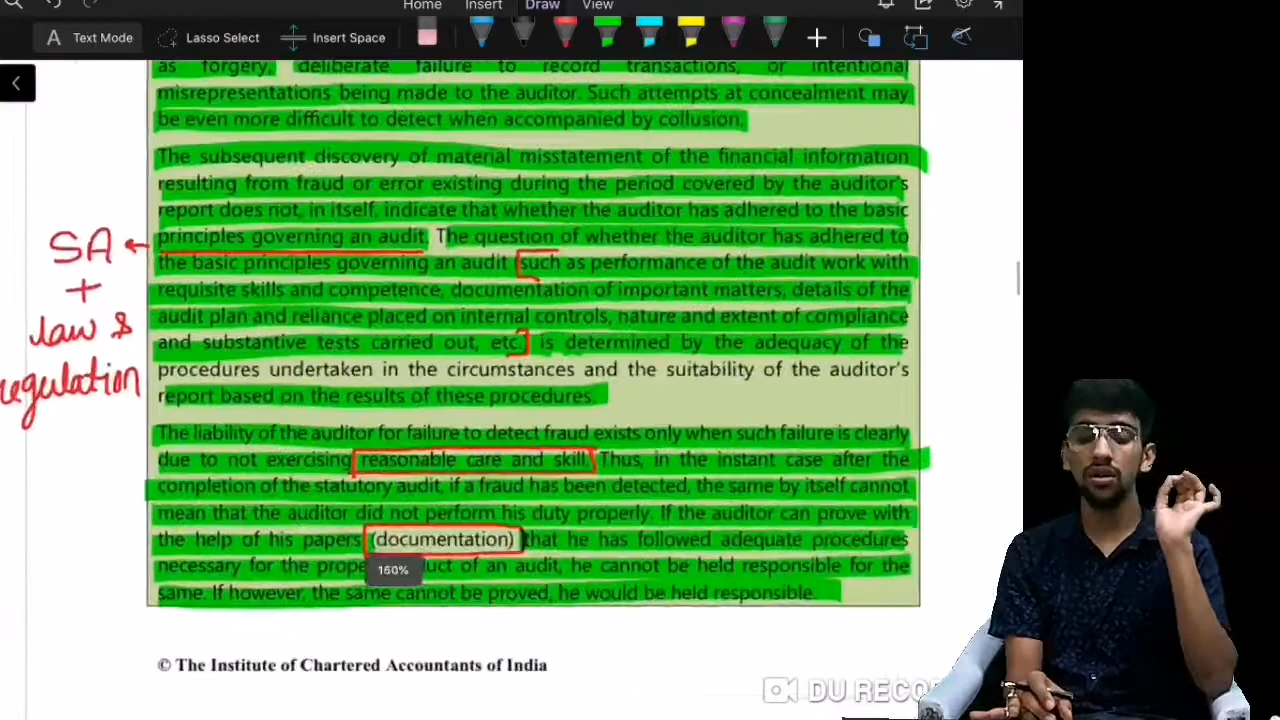 Home Insert Draw View
Text Mode Lasso Select Insert Space
as forgery, deliberate failure to record transactions, or intentional
misrepresentations being made to the auditor. Such attempts at concealment may
be even more difficult to detect when accompanied by collusion.
The subsequent discovery of material misstatement of the financial information
resulting from fraud or error existing during the period covered by the auditor's
report does not, in itself, indicate that whether the auditor has adhered to the basic
principles governing an audit. The question of whether the auditor has adhered to
the basic principles governing an audit such as performance of the audit work with
requisite skills and competence, documentation of important matters, details of the
audit plan and reliance placed on internal controls, nature and extent of compliance
and substantive tests carried out, etc. is determined by the adequacy of the
procedures undertaken in the circumstances and the suitability of the auditor's
report based on the results of these procedures.
The liability of the auditor for failure to detect fraud exists only when such failure is clearly
due to not exercising reasonable care and skill. Thus, in the instant case after the
completion of the statutory audit, if a fraud has been detected, the same by itself cannot
mean that the auditor did not perform his duty properly. If the auditor can prove with
the help of his papers (documentation) that he has followed adequate procedures
necessary for the of an audit, he cannot be held responsible for the
same. If however, the same cannot be proved, he would be held responsible.
160%
SA
+
law &
regulation
© The Institute of Chartered Accountants of India
DU RECO